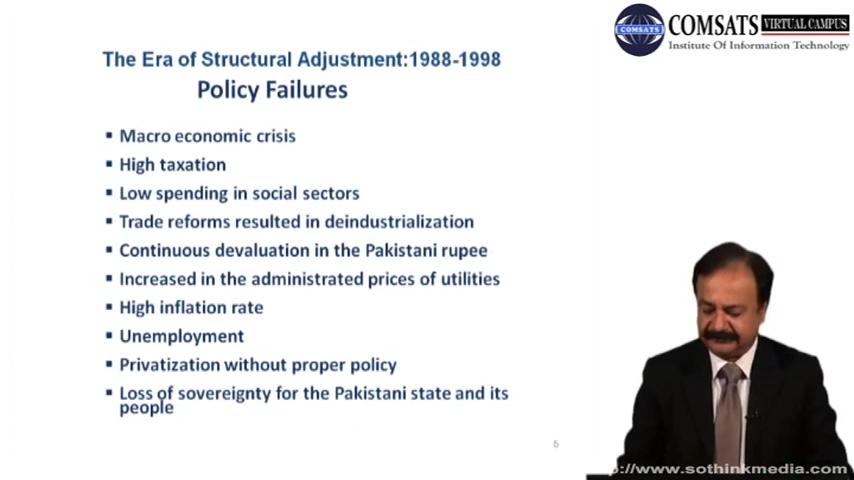 COMSATS VIRTUAL CAMPUS
COMSATS
Institute Of Information Technology
The Era of Structural Adjustment:1988-1998
Policy Failures
▪ Macro economic crisis
▪ High taxation
▪ Low spending in social sectors
▪ Trade reforms resulted in deindustrialization
▪ Continuous devaluation in the Pakistani rupee
▪ Increased in the administrated prices of utilities
▪ High inflation rate
▪ Unemployment
▪ Privatization without proper policy
▪ Loss of sovereignty for the Pakistani state and its
people
5
http://www.sothinkmedia.com/